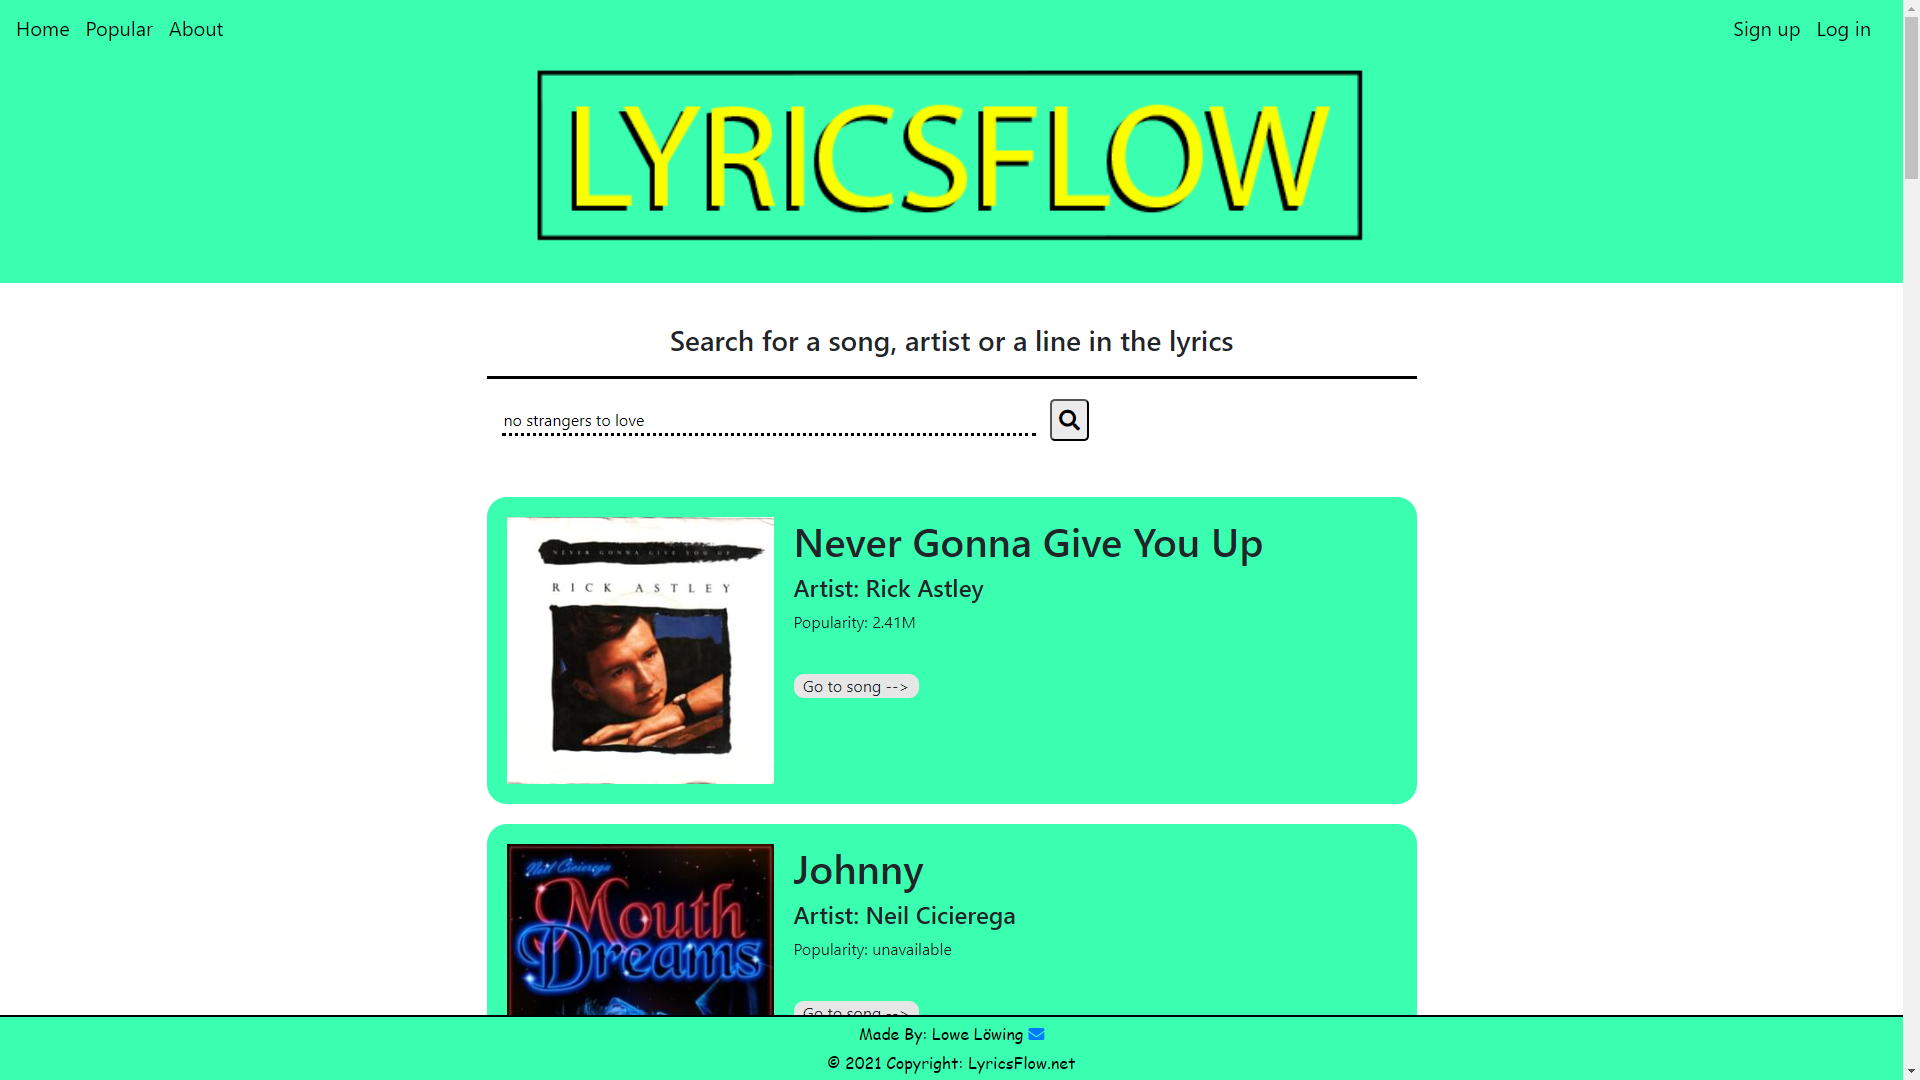 Home Popular About Sign up Log in
LYRICSFLOW
Search for a song, artist or a line in the lyrics
no strangers to love
NEVER GONNA GIVE YOU UP
RICK ASTLEY
Never Gonna Give You Up
Artist: Rick Astley
Popularity: 2.41M
Go to song -->
Neil Cicierega
Mouth
Dreams
Johnny
Artist: Neil Cicierega
Popularity: unavailable
Go to song -->
Made By: Lowe Löwing
© 2021 Copyright: LyricsFlow.net